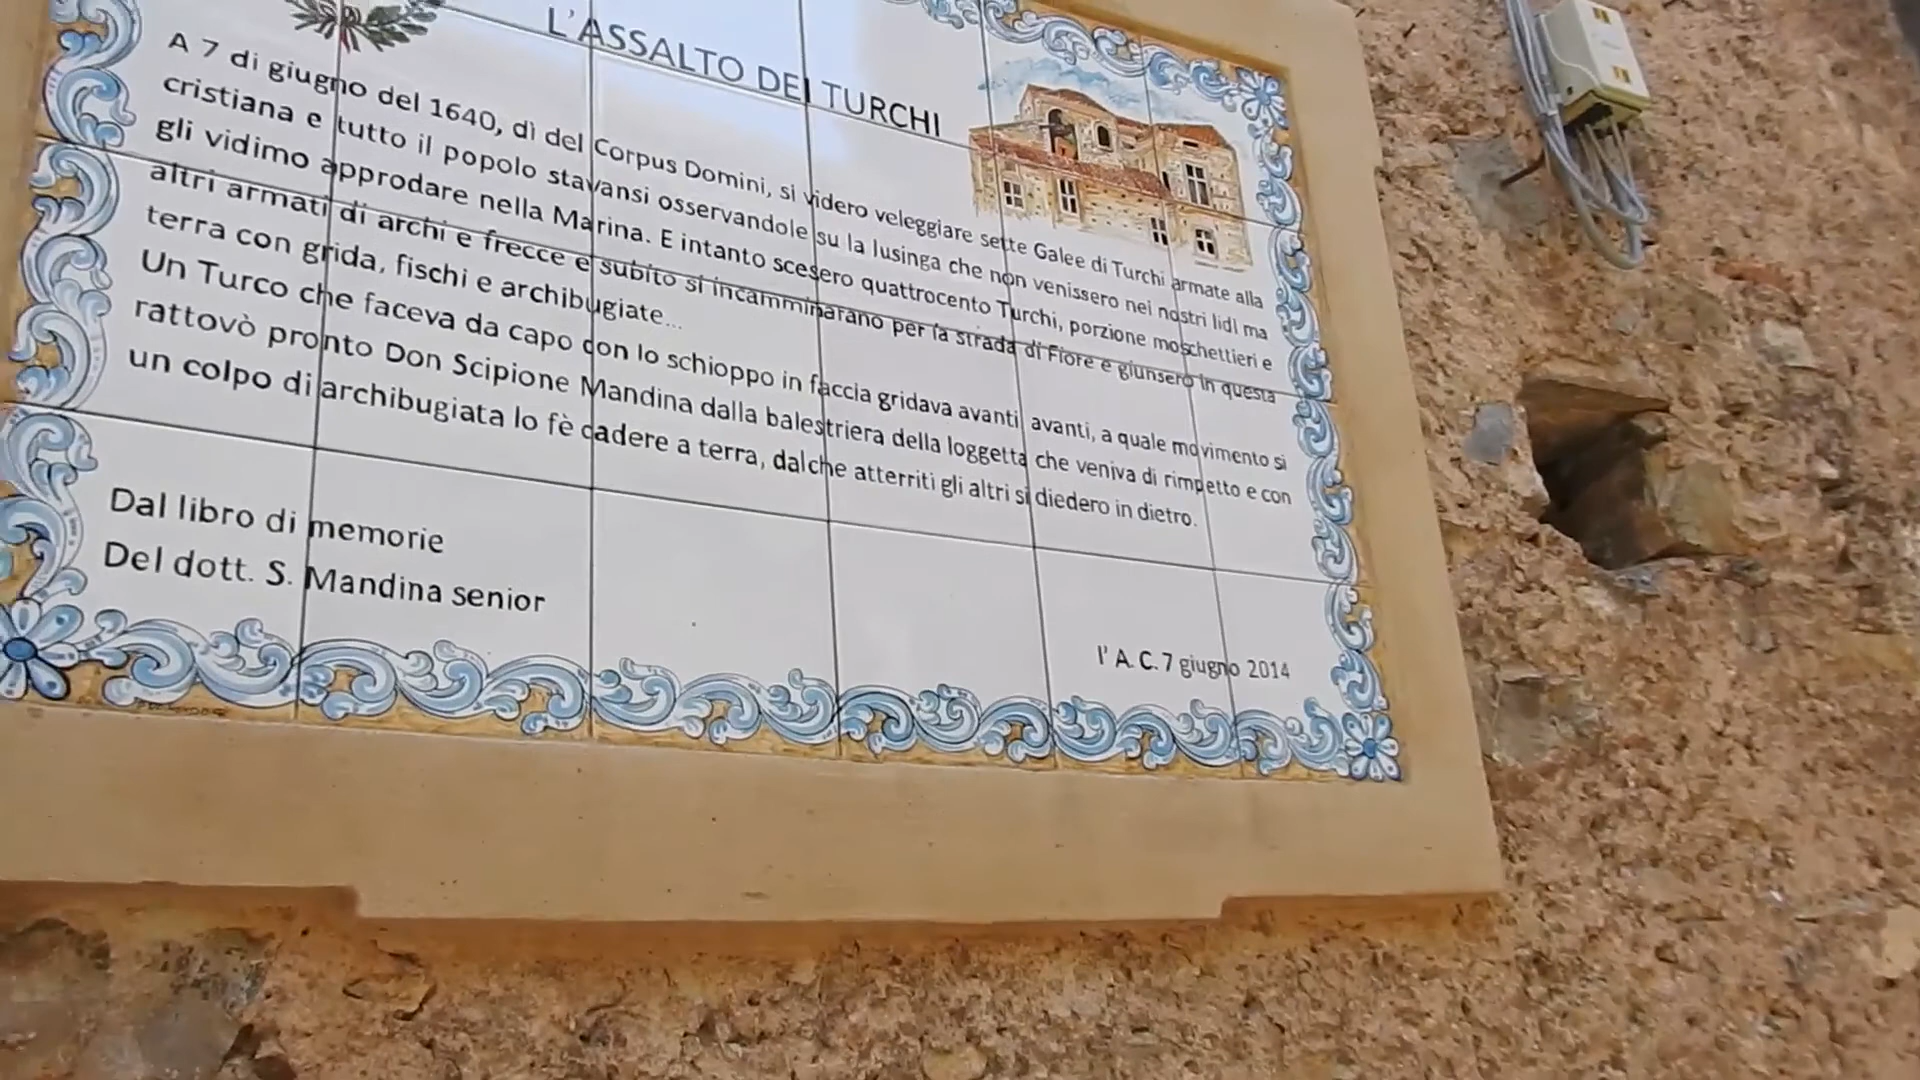 L'ASSALTO DEI TURCHI
A 7 di giugno del 1640, dì del Corpus Domini, si videro veleggiare sette Galee di Turchi armate alla
cristiana e tutto il popolo stavansi osservandole su la lusinga che non venissero nei nostri lidi ma
gli vidimo approdare nella Marina. E intanto scesero quattrocento Turchi, porzione moschettieri e
altri armati di archi e frecce e subito si incamminarano per la strada di Fiore e giunsero in questa
terra con grida, fischi e archibugiate...
Un Turco che faceva da capo con lo schioppo in faccia gridava avanti, avanti, a quale movimento si
rattovò pronto Don Scipione Mandina dalla balestriera della loggetta che veniva di rimpetto e con
un colpo di archibugiata lo fè cadere a terra, dalche atterriti gli altri si diedero in dietro.
Dal libro di memorie
Del dott. S. Mandina senior
l' A. C. 7 giugno 2014